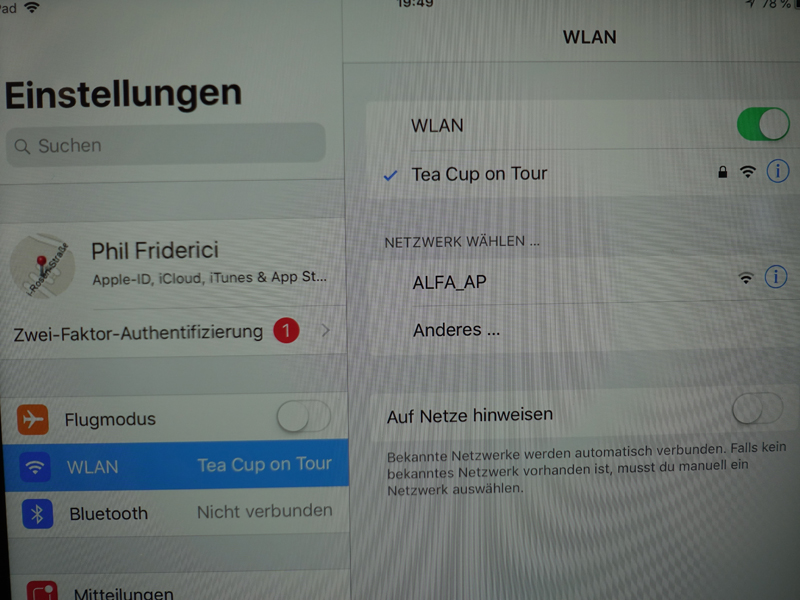 Pad
19:49
78 %
Einstellungen
Suchen
Phil Friderici
Apple-ID, iCloud, iTunes & App St...
Zwei-Faktor-Authentifizierung 1
Flugmodus
WLAN Tea Cup on Tour
Bluetooth Nicht verbunden
Mitteilungen
WLAN
WLAN
Tea Cup on Tour
NETZWERK WÄHLEN ...
ALFA_AP
Anderes ...
Auf Netze hinweisen
Bekannte Netzwerke werden automatisch verbunden. Falls kein
bekanntes Netzwerk vorhanden ist, musst du manuell ein
Netzwerk auswählen.